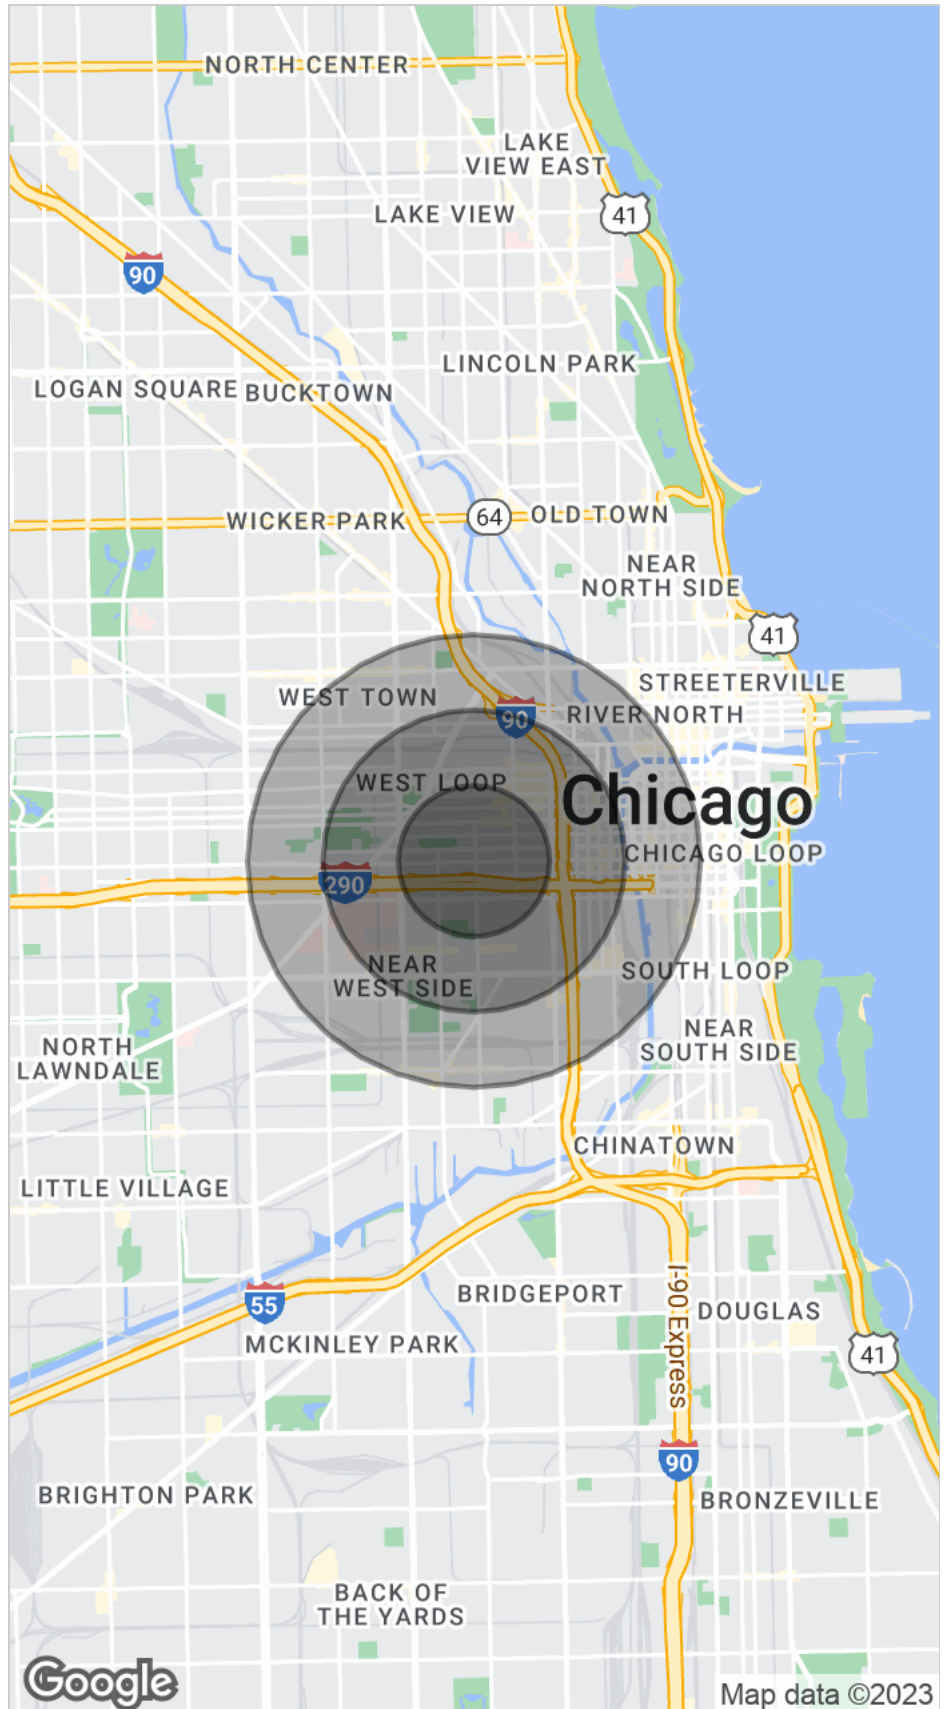 NORTH CENTER
LAKE
VIEW EAST
LAKE VIEW
41
90
LINCOLN PARK
LOGAN SQUARE
BUCKTOWN
WICKER PARK
64
OLD TOWN
NEAR
NORTH SIDE
41
STREETERVILLE
WEST TOWN
90
RIVER NORTH
WEST LOOP
Chicago
CHICAGO LOOP
290
NEAR
WEST SIDE
SOUTH LOOP
NEAR
SOUTH SIDE
NORTH
LAWNDALE
CHINATOWN
LITTLE VILLAGE
55
BRIDGEPORT
I-90 Express
DOUGLAS
MCKINLEY PARK
41
90
BRIGHTON PARK
BRONZEVILLE
BACK OF
THE YARDS
Google
Map data ©2023